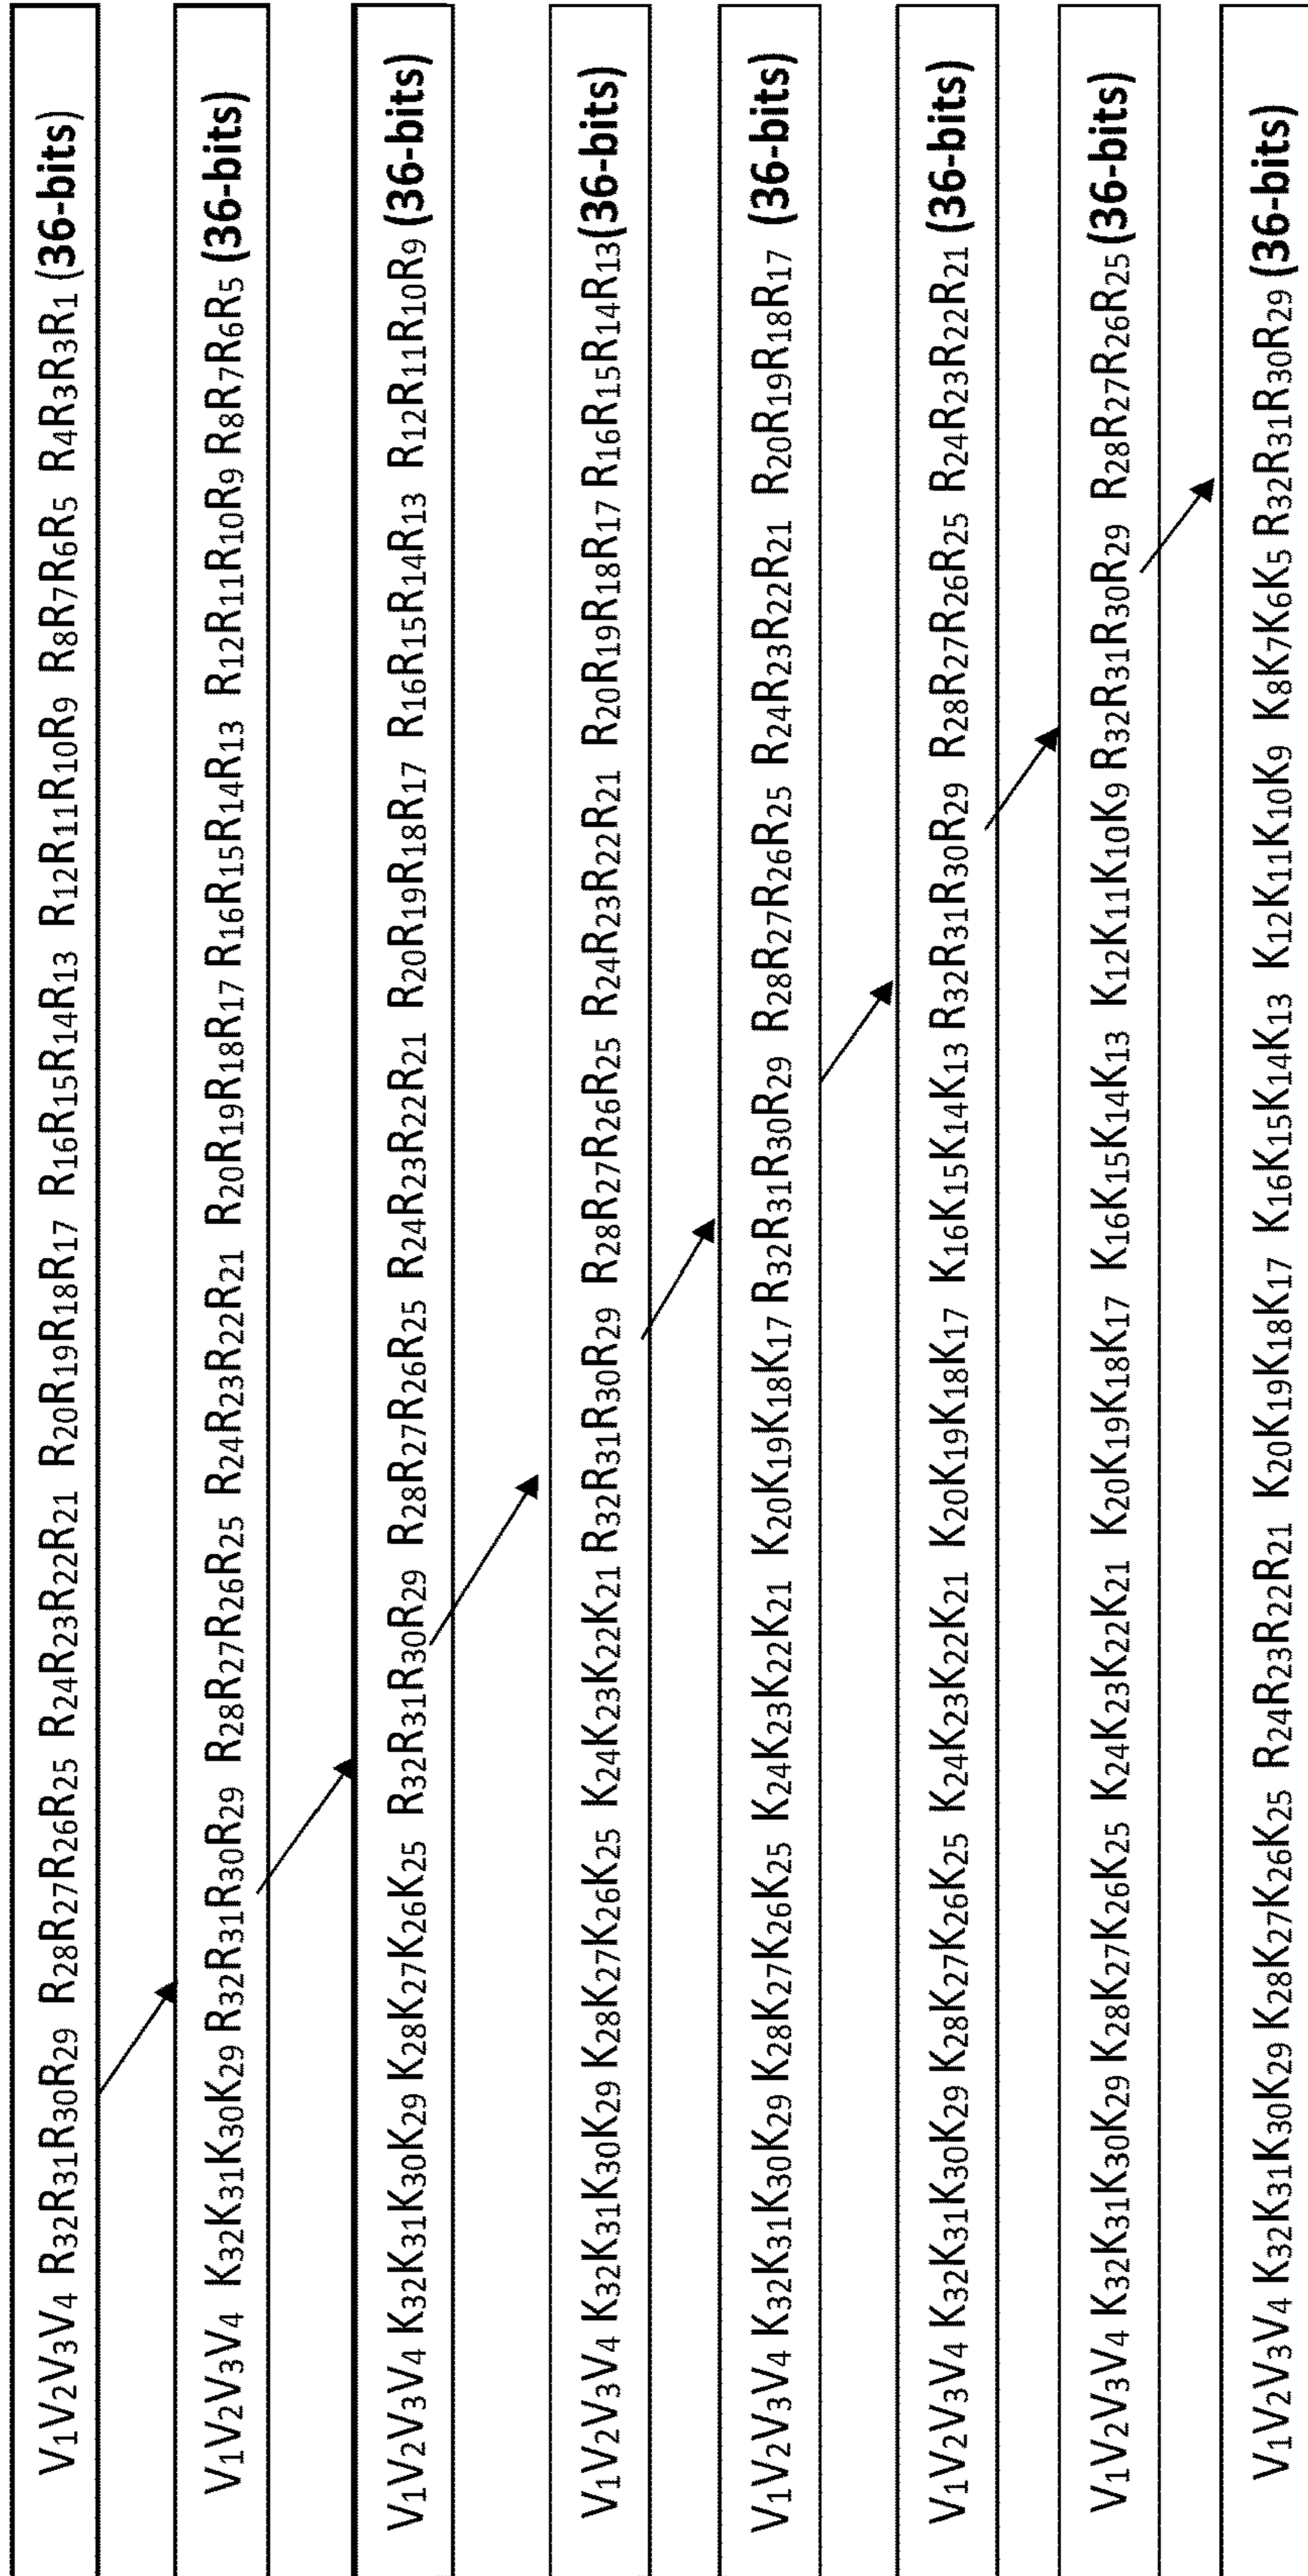 V1V2V3V4 R32R31R30R29 R28R27R26R25 R24R23R22R21 R20R19R18R17 R16R15R14R13 R12R11R10R9 R8R7R6R5 R4R3R3R1 (36-bits)
V1V2V3V4 K32K31K30K29 R32R31R30R29 R28R27R26R25 R24R23R22R21 R20R19R18R17 R16R15R14R13 R12R11R10R9 R8R7R6R5 (36-bits)
V1V2V3V4 K32K31K30K29 K28K27K26K25 R32R31R30R29 R28R27R26R25 R24R23R22R21 R20R19R18R17 R16R15R14R13 R12R11R10R9 (36-bits)
V1V2V3V4 K32K31K30K29 K28K27K26K25 K24K23K22K21 R32R31R30R29 R28R27R26R25 R24R23R22R21 R20R19R18R17 R16R15R14R13(36-bits)
V1V2V3V4 K32K31K30K29 K28K27K26K25 K24K23K22K21 K20K19K18K17 R32R31R30R29 R28R27R26R25 R24R23R22R21 R20R19R18R17 (36-bits)
V1V2V3V4 K32K31K30K29 K28K27K26K25 K24K23K22K21 K20K19K18K17 K16K15K14K13 R32R31R30R29 R28R27R26R25 R24R23R22R21 (36-bits)
V1V2V3V4 K32K31K30K29 K28K27K26K25 K24K23K22K21 K20K19K18K17 K16K15K14K13 K12K11K10K9 R32R31R30R29 R28R27R26R25 (36-bits)
V1V2V3V4 K32K31K30K29 K28K27K26K25 R24R23R22R21 K20K19K18K17 K16K15K14K13 K12K11K10K9 K8K7K6K5 R32R31R30R29 (36-bits)